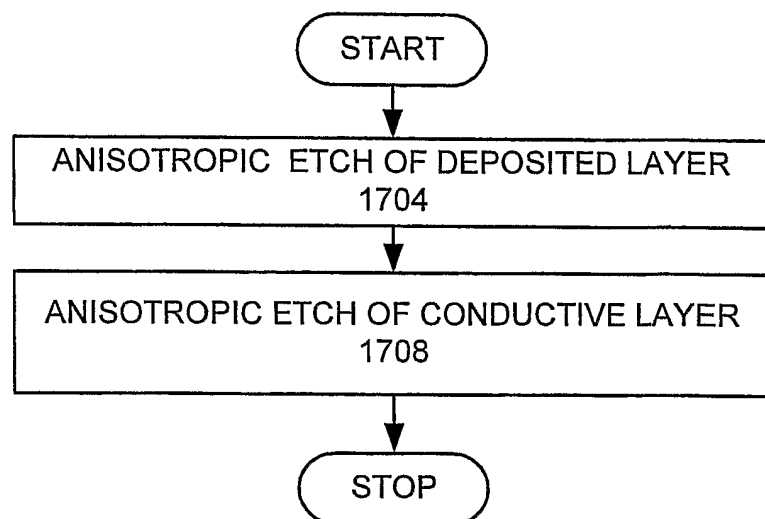 START
ANISOTROPIC ETCH OF DEPOSITED LAYER
1704
ANISOTROPIC ETCH OF CONDUCTIVE LAYER
1708
STOP